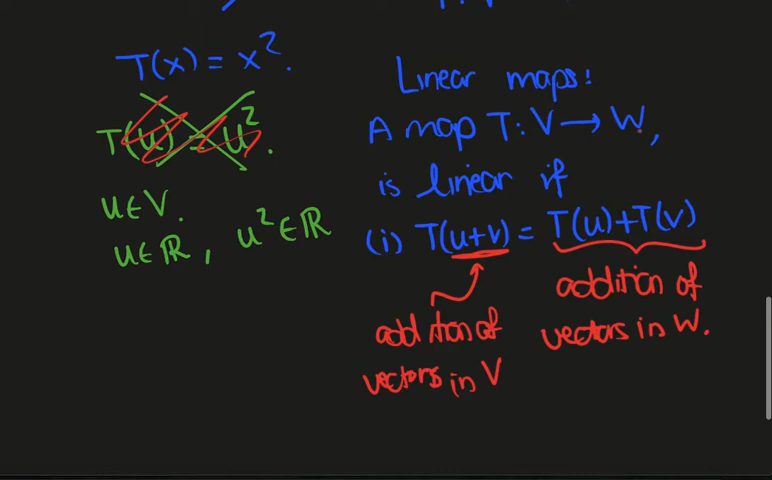 T : V
T(x) = x².
T(u) = u².
u ∈ V.
u ∈ ℝ, u² ∈ ℝ
Linear maps:
A map T : V → W,
is linear if
(i) T(u+v) = T(u)+T(v)
addition of
vectors in V
addition of
vectors in W.